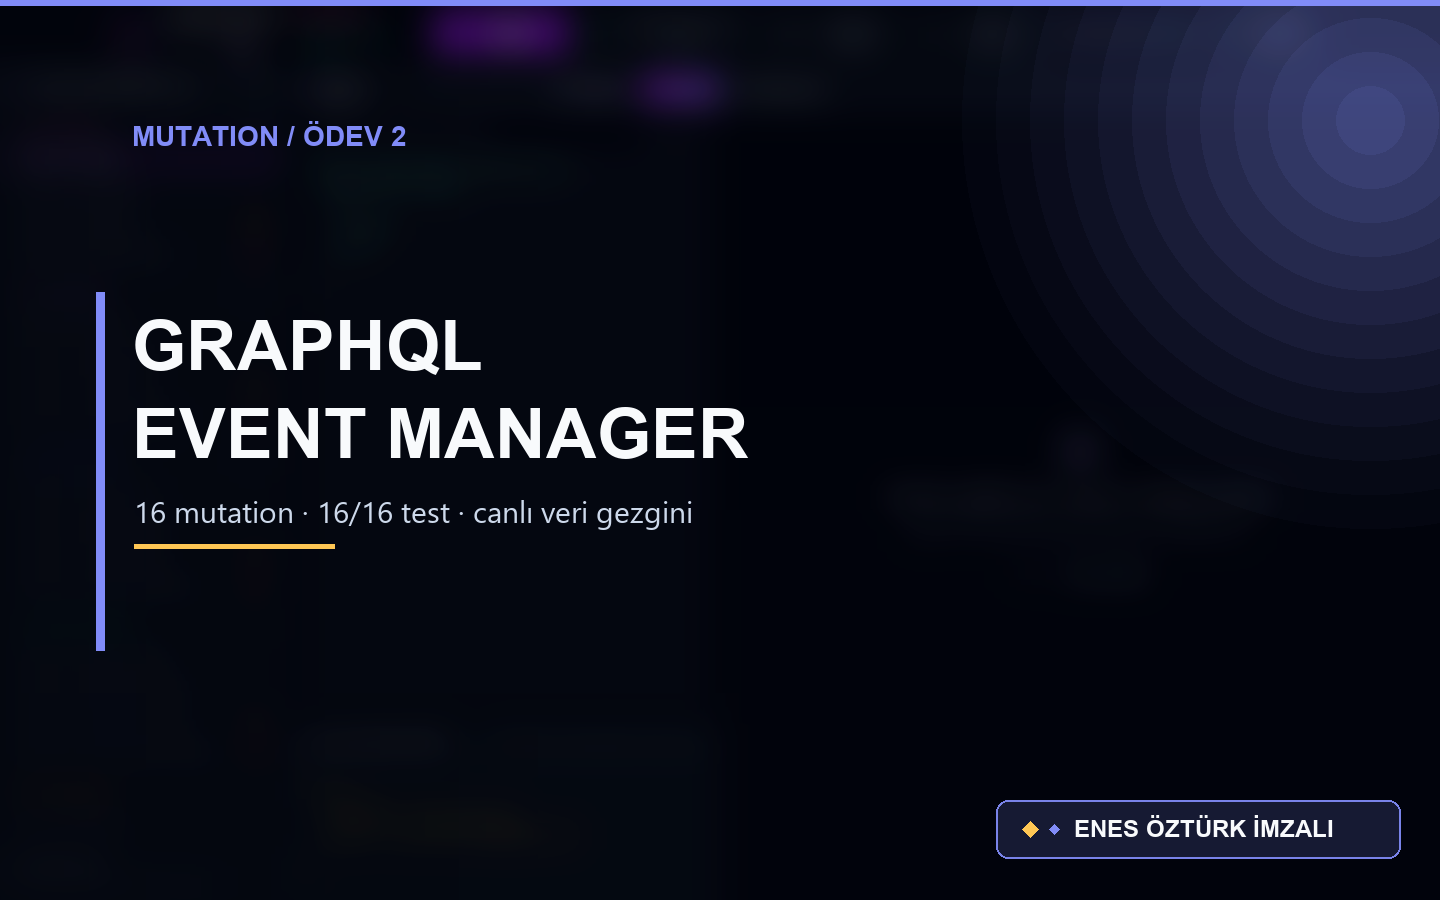 MUTATION / ÖDEV 2
GRAPHQL
EVENT MANAGER
16 mutation · 16/16 test · canlı veri gezgini
ENES ÖZTÜRK İMZALI